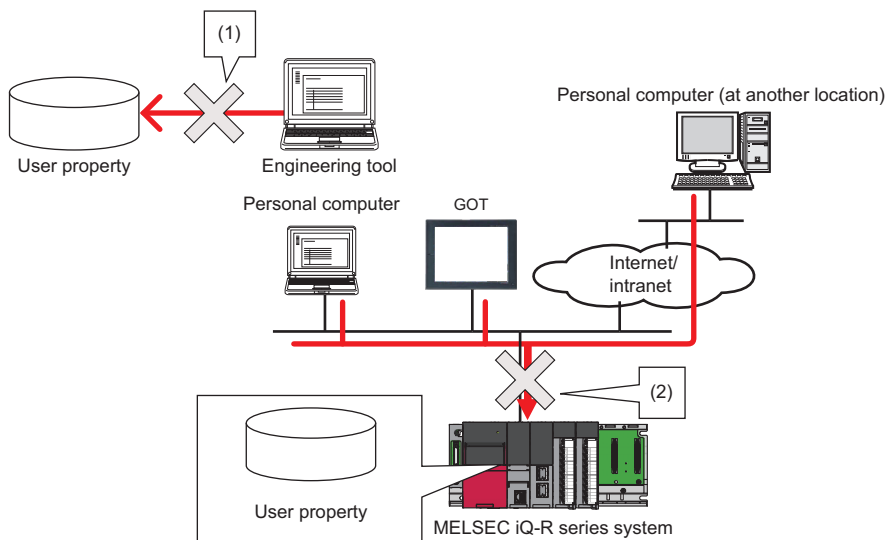 (1)
User property
Engineering tool
Personal computer (at another location)
Personal computer
GOT
Internet/
intranet
(2)
User property
MELSEC iQ-R series system